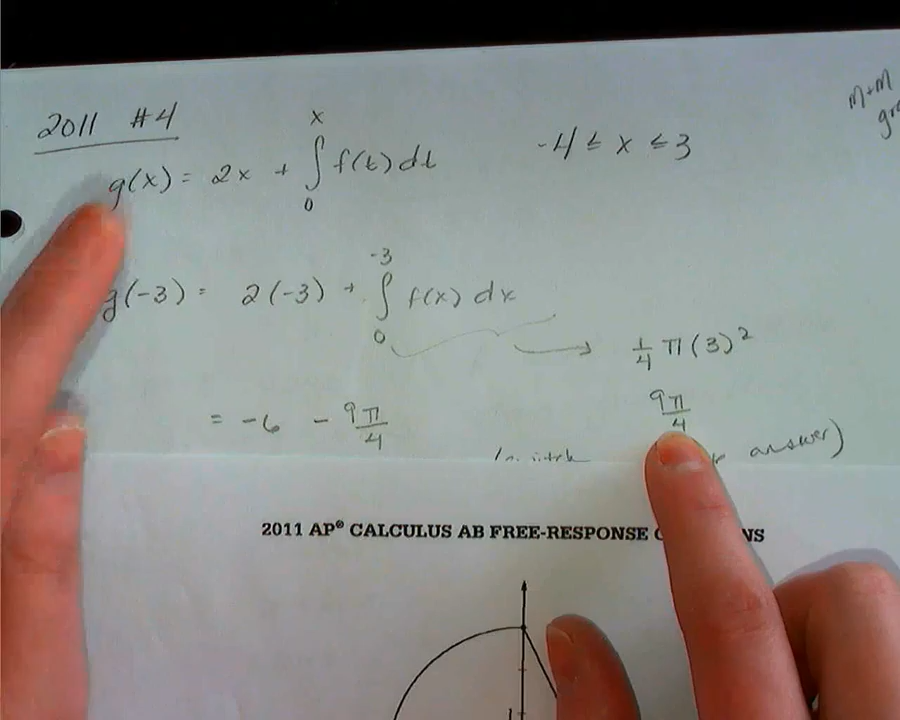 2011 #4
g(x) = 2x + ∫₀ˣ f(t) dt   -4 ≤ x ≤ 3
m+m
g(-3) = 2(-3) + ∫₀⁻³ f(x) dx → 1/4 π(3)²
9π/4
= -6 - 9π/4
answer)
2011 AP® CALCULUS AB FREE-RESPONSE
1